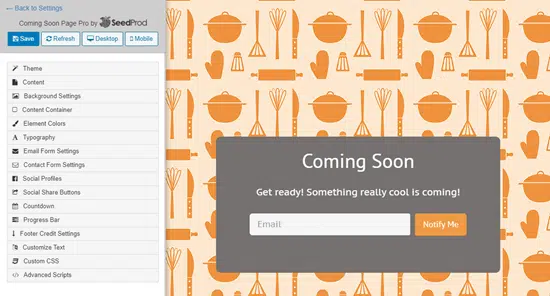 Back to Settings
Coming Soon Page Pro by SeedProd
Save Refresh Desktop Mobile
Theme
Content
Background Settings
Content Container
Element Colors
Typography
Email Form Settings
Contact Form Settings
Social Profiles
Social Share Buttons
Countdown
Progress Bar
Footer Credit Settings
Customize Text
Custom CSS
Advanced Scripts
Coming Soon
Get ready! Something really cool is coming!
Email Notify Me